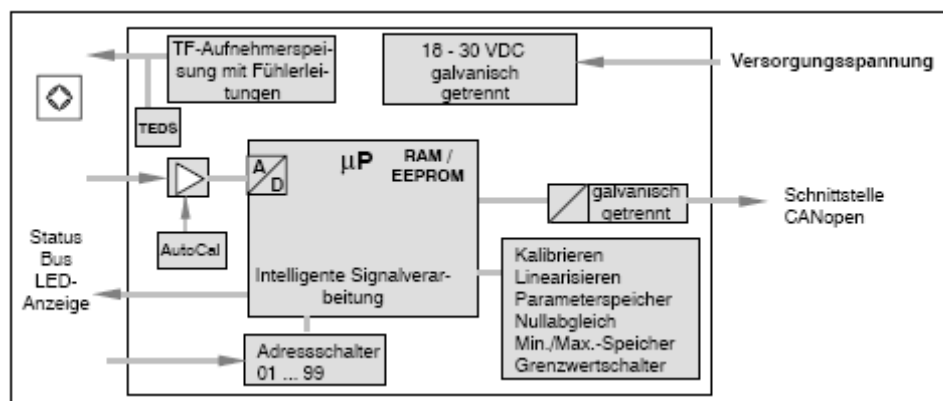 TF-Aufnehmerspei-
sung mit Fühlerlei-
tungen
18 - 30 VDC
galvanisch
getrennt
Versorgungsspannung
TEDS
A
D
µP
RAM /
EEPROM
galvanisch
getrennt
Schnittstelle
CANopen
AutoCal
Status
Bus
LED-
Anzeige
Intelligente Signalverar-
beitung
Kalibrieren
Linearisieren
Parameterspeicher
Nullabgleich
Min./Max.-Speicher
Grenzwertschalter
Adressschalter
01 ... 99